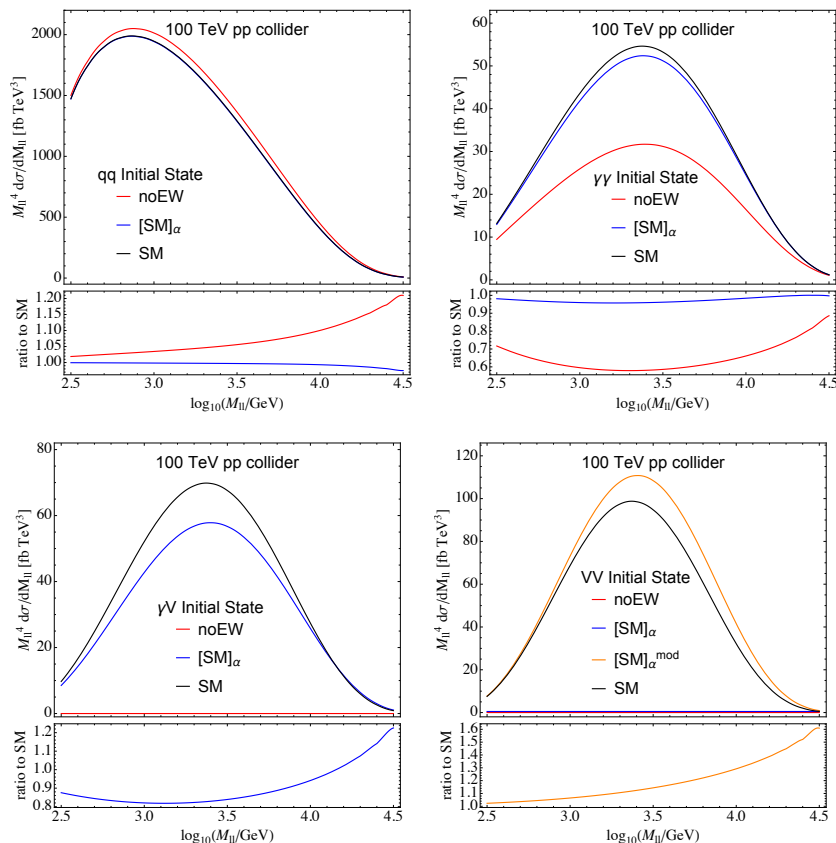 100 TeV pp collider
M_ll^4 dσ/dM_ll [fb TeV^3]
2000
1500
1000
500
0
qq Initial State
noEW
[SM]_α
SM
ratio to SM
1.20
1.15
1.10
1.05
1.00
2.5 3.0 3.5 4.0 4.5
log_10(M_ll/GeV)
100 TeV pp collider
M_ll^4 dσ/dM_ll [fb TeV^3]
60
50
40
30
20
10
0
γγ Initial State
noEW
[SM]_α
SM
ratio to SM
1.0
0.9
0.8
0.7
0.6
2.5 3.0 3.5 4.0 4.5
log_10(M_ll/GeV)
100 TeV pp collider
M_ll^4 dσ/dM_ll [fb TeV^3]
80
60
40
20
0
γV Initial State
noEW
[SM]_α
SM
ratio to SM
1.2
1.1
1.0
0.9
0.8
2.5 3.0 3.5 4.0 4.5
log_10(M_ll/GeV)
100 TeV pp collider
M_ll^4 dσ/dM_ll [fb TeV^3]
120
100
80
60
40
20
0
VV Initial State
noEW
[SM]_α
[SM]_α^mod
SM
ratio to SM
1.6
1.5
1.4
1.3
1.2
1.1
1.0
2.5 3.0 3.5 4.0 4.5
log_10(M_ll/GeV)